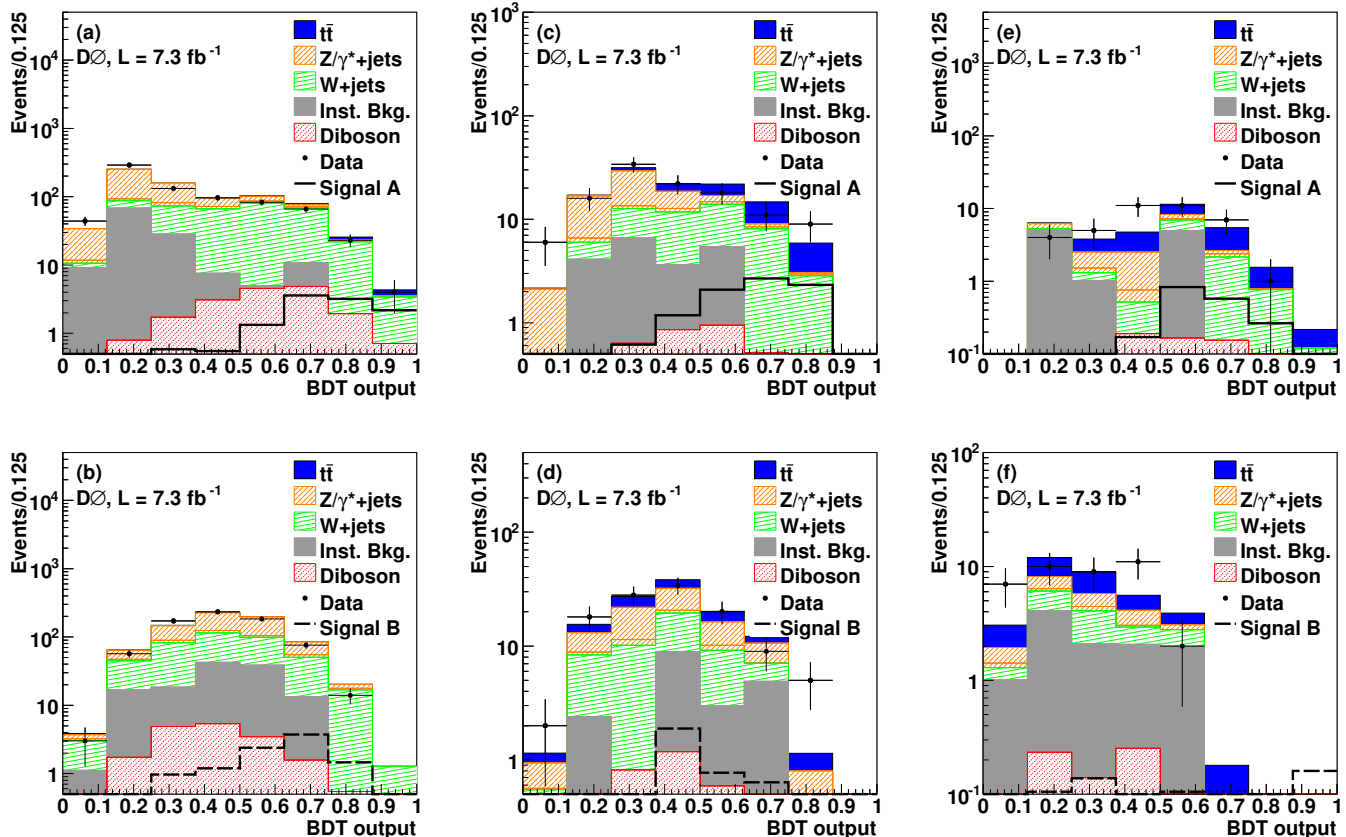 Events/0.125
10⁴
10³
10²
10
1
(a)
DØ, L = 7.3 fb⁻¹
tt̄
Z/γ*+jets
W+jets
Inst. Bkg.
Diboson
Data
Signal A
0 0.1 0.2 0.3 0.4 0.5 0.6 0.7 0.8 0.9 1
BDT output
Events/0.125
10³
10²
10
1
(c)
DØ, L = 7.3 fb⁻¹
tt̄
Z/γ*+jets
W+jets
Inst. Bkg.
Diboson
Data
Signal A
0 0.1 0.2 0.3 0.4 0.5 0.6 0.7 0.8 0.9 1
BDT output
Events/0.125
10³
10²
10
1
10⁻¹
(e)
DØ, L = 7.3 fb⁻¹
tt̄
Z/γ*+jets
W+jets
Inst. Bkg.
Diboson
Data
Signal A
0 0.1 0.2 0.3 0.4 0.5 0.6 0.7 0.8 0.9 1
BDT output
Events/0.125
10⁴
10³
10²
10
1
(b)
DØ, L = 7.3 fb⁻¹
tt̄
Z/γ*+jets
W+jets
Inst. Bkg.
Diboson
Data
Signal B
0 0.1 0.2 0.3 0.4 0.5 0.6 0.7 0.8 0.9 1
BDT output
Events/0.125
10²
10
1
(d)
DØ, L = 7.3 fb⁻¹
tt̄
Z/γ*+jets
W+jets
Inst. Bkg.
Diboson
Data
Signal B
0 0.1 0.2 0.3 0.4 0.5 0.6 0.7 0.8 0.9 1
BDT output
Events/0.125
10²
10
1
10⁻¹
(f)
DØ, L = 7.3 fb⁻¹
tt̄
Z/γ*+jets
W+jets
Inst. Bkg.
Diboson
Data
Signal B
0 0.1 0.2 0.3 0.4 0.5 0.6 0.7 0.8 0.9 1
BDT output